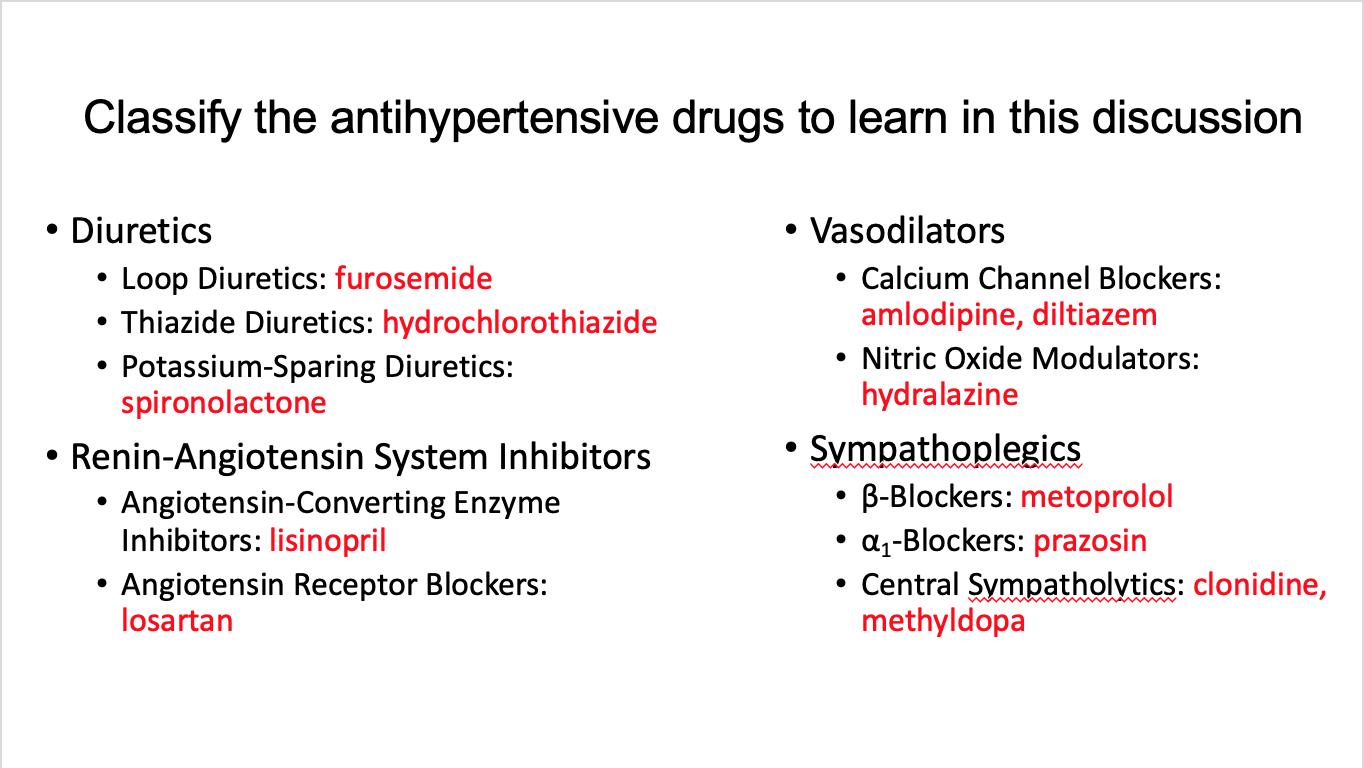 Classify the antihypertensive drugs to learn in this discussion
• Diuretics
• Loop Diuretics: furosemide
• Thiazide Diuretics: hydrochlorothiazide
• Potassium-Sparing Diuretics:
spironolactone
• Renin-Angiotensin System Inhibitors
• Angiotensin-Converting Enzyme
Inhibitors: lisinopril
• Angiotensin Receptor Blockers:
losartan
• Vasodilators
• Calcium Channel Blockers:
amlodipine, diltiazem
• Nitric Oxide Modulators:
hydralazine
• Sympathoplegics
• β-Blockers: metoprolol
• α₁-Blockers: prazosin
• Central Sympatholytics: clonidine,
methyldopa